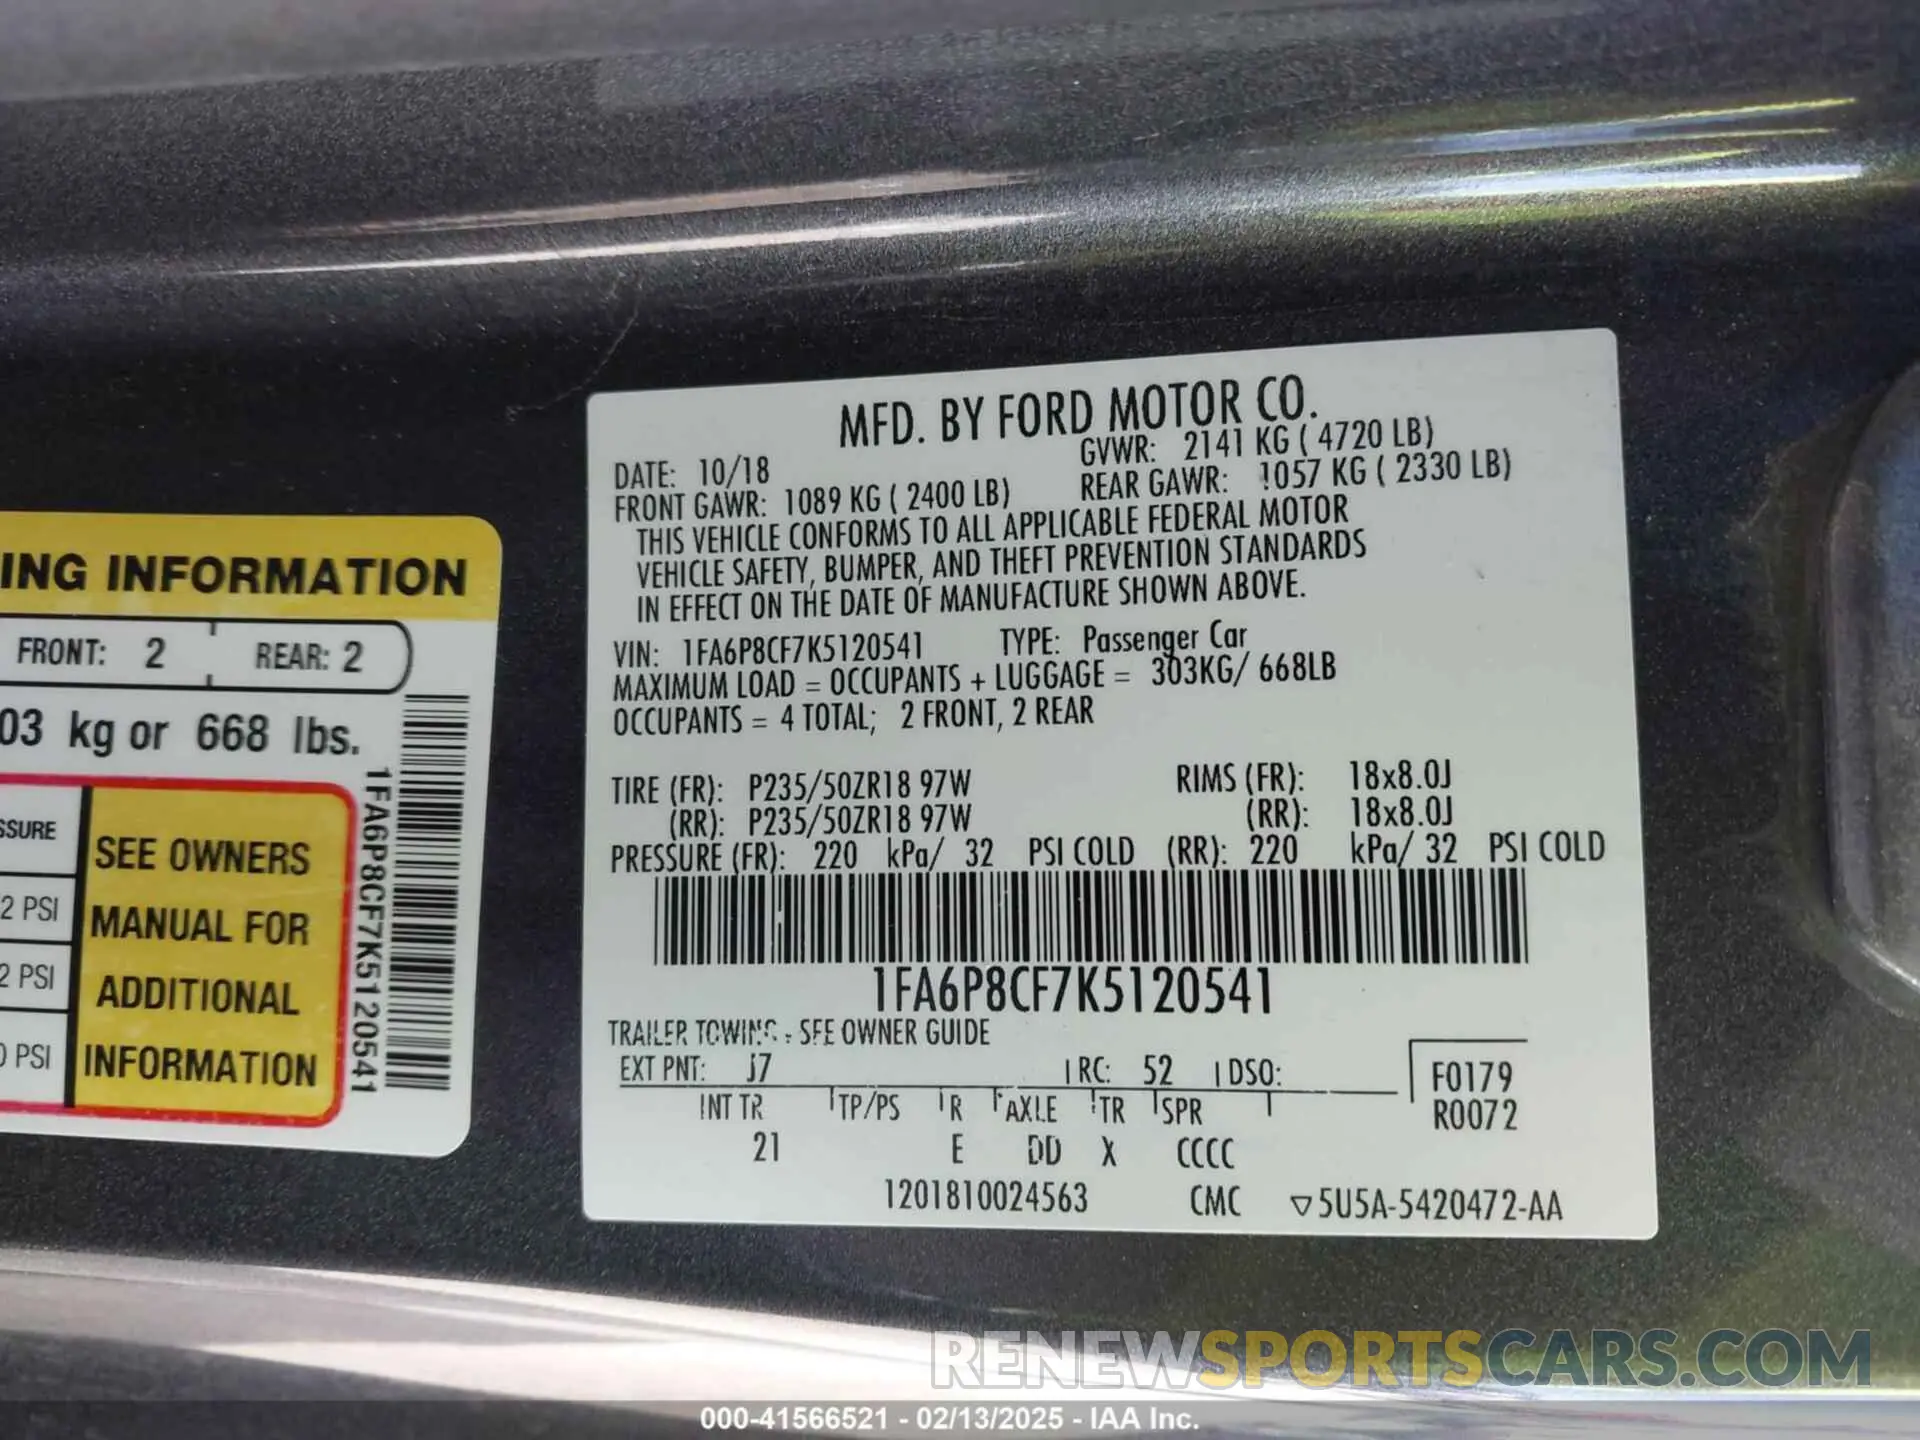 MFD. BY FORD MOTOR CO.
DATE: 10/18 GVWR: 2141 KG ( 4720 LB)
FRONT GAWR: 1089 KG ( 2400 LB) REAR GAWR: 1057 KG ( 2330 LB)
THIS VEHICLE CONFORMS TO ALL APPLICABLE FEDERAL MOTOR
VEHICLE SAFETY, BUMPER, AND THEFT PREVENTION STANDARDS
IN EFFECT ON THE DATE OF MANUFACTURE SHOWN ABOVE.
VIN: 1FA6P8CF7K5120541 TYPE: Passenger Car
MAXIMUM LOAD = OCCUPANTS + LUGGAGE = 303KG/ 668LB
OCCUPANTS = 4 TOTAL; 2 FRONT, 2 REAR
TIRE (FR): P235/50ZR18 97W RIMS (FR): 18x8.0J
(RR): P235/50ZR18 97W (RR): 18x8.0J
PRESSURE (FR): 220 kPa/ 32 PSI COLD (RR): 220 kPa/ 32 PSI COLD
1FA6P8CF7K5120541
TRAILER TOWING - SEE OWNER GUIDE
EXT PNT: J7 RC: 52 DSO: F0179
INT TR TP/PS R AXLE TR SPR R0072
21 E DD X CCCC
1201810024563 CMC ▽5U5A-5420472-AA
ING INFORMATION
FRONT: 2 REAR: 2
03 kg or 668 lbs.
SSURE
2 PSI
2 PSI
0 PSI
SEE OWNERS
MANUAL FOR
ADDITIONAL
INFORMATION
1FA6P8CF7K5120541
RENEWSPORTSCARS.COM
000-41566521 - 02/13/2025 - IAA Inc.